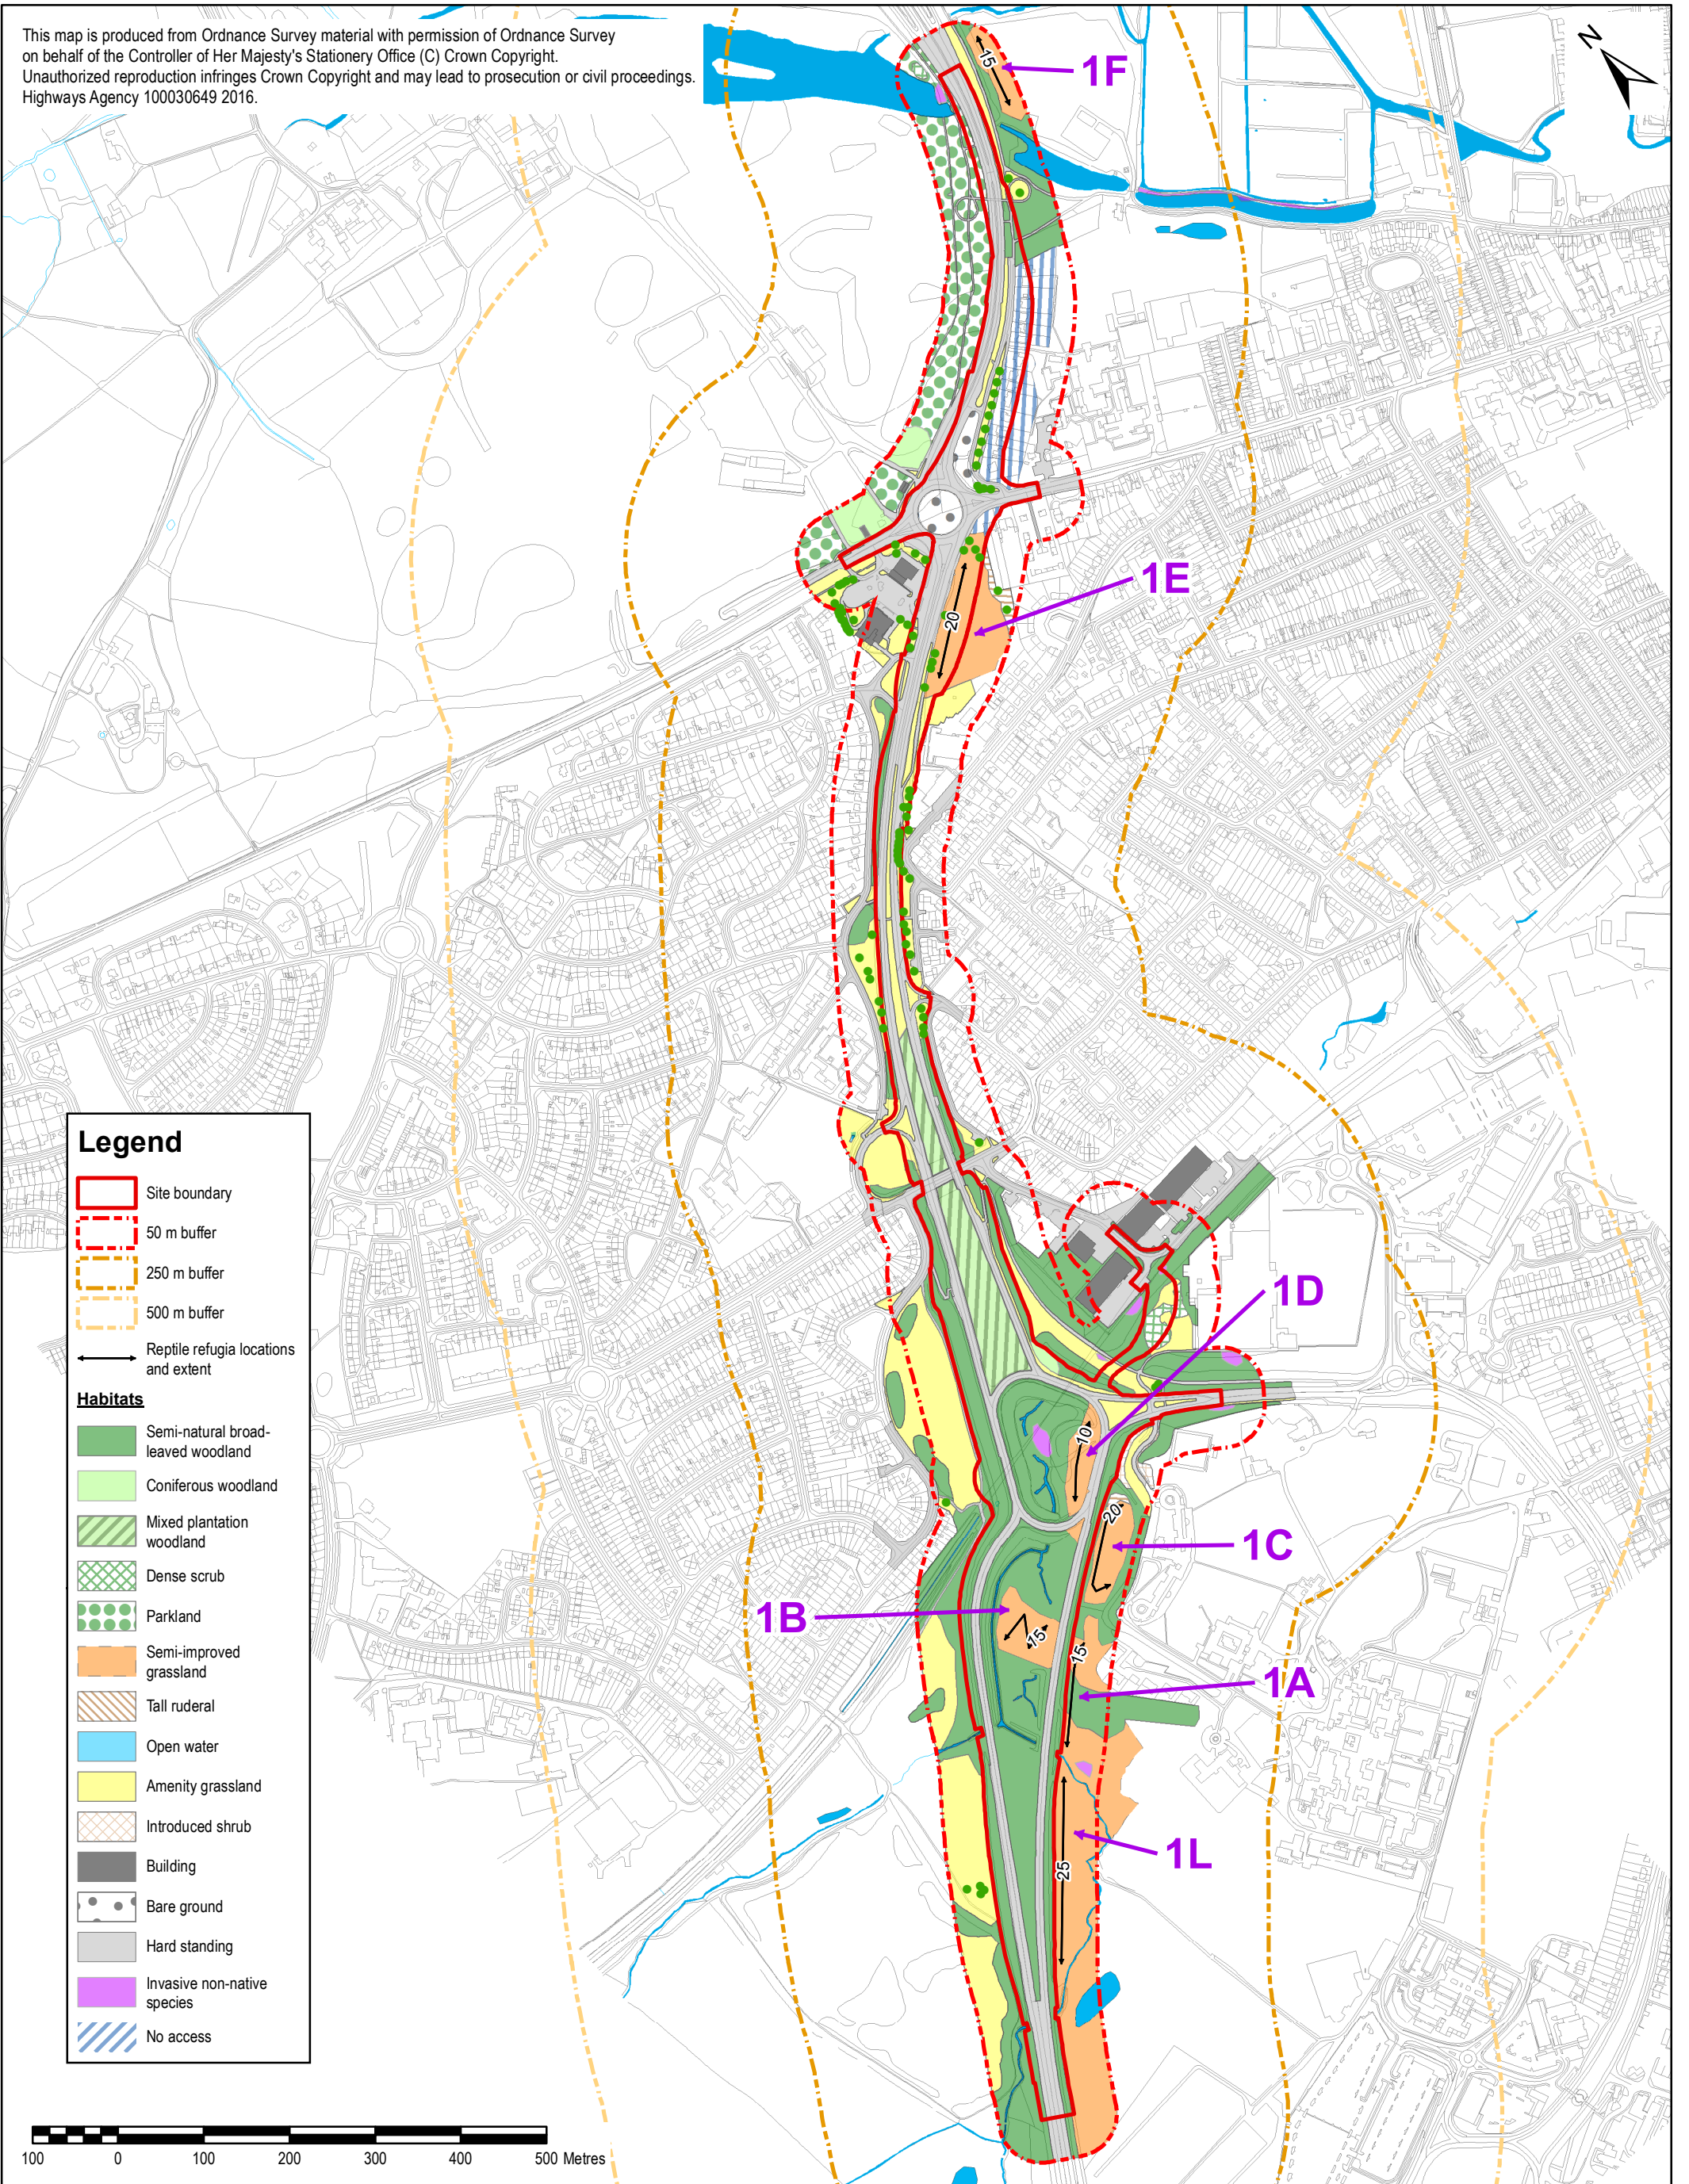 This map is produced from Ordnance Survey material with permission of Ordnance Survey
on behalf of the Controller of Her Majesty's Stationery Office (C) Crown Copyright.
Unauthorized reproduction infringes Crown Copyright and may lead to prosecution or civil proceedings.
Highways Agency 100030649 2016.
N
15
1F
1E
20
Legend
Site boundary
50 m buffer
250 m buffer
500 m buffer
Reptile refugia locations
and extent
Habitats
Semi-natural broad-
leaved woodland
Coniferous woodland
Mixed plantation
woodland
Dense scrub
Parkland
Semi-improved
grassland
Tall ruderal
Open water
Amenity grassland
Introduced shrub
Building
Bare ground
Hard standing
Invasive non-native
species
No access
1D
10
20
1C
1B
15
15
1A
1L
25
100 0 100 200 300 400 500 Metres